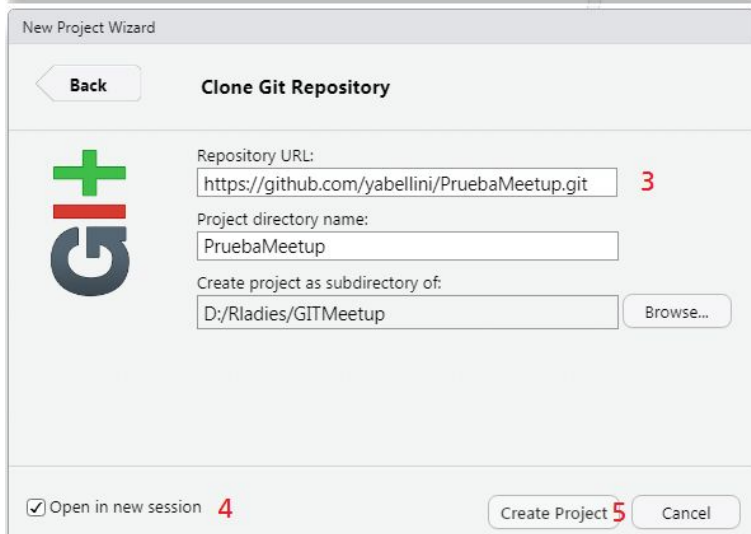 New Project Wizard
Back
Clone Git Repository
GIT
Repository URL:
https://github.com/yabellini/PruebaMeetup.git 3
Project directory name:
PruebaMeetup
Create project as subdirectory of:
D:/Rladies/GITMeetup Browse...
Open in new session 4 Create Project 5 Cancel